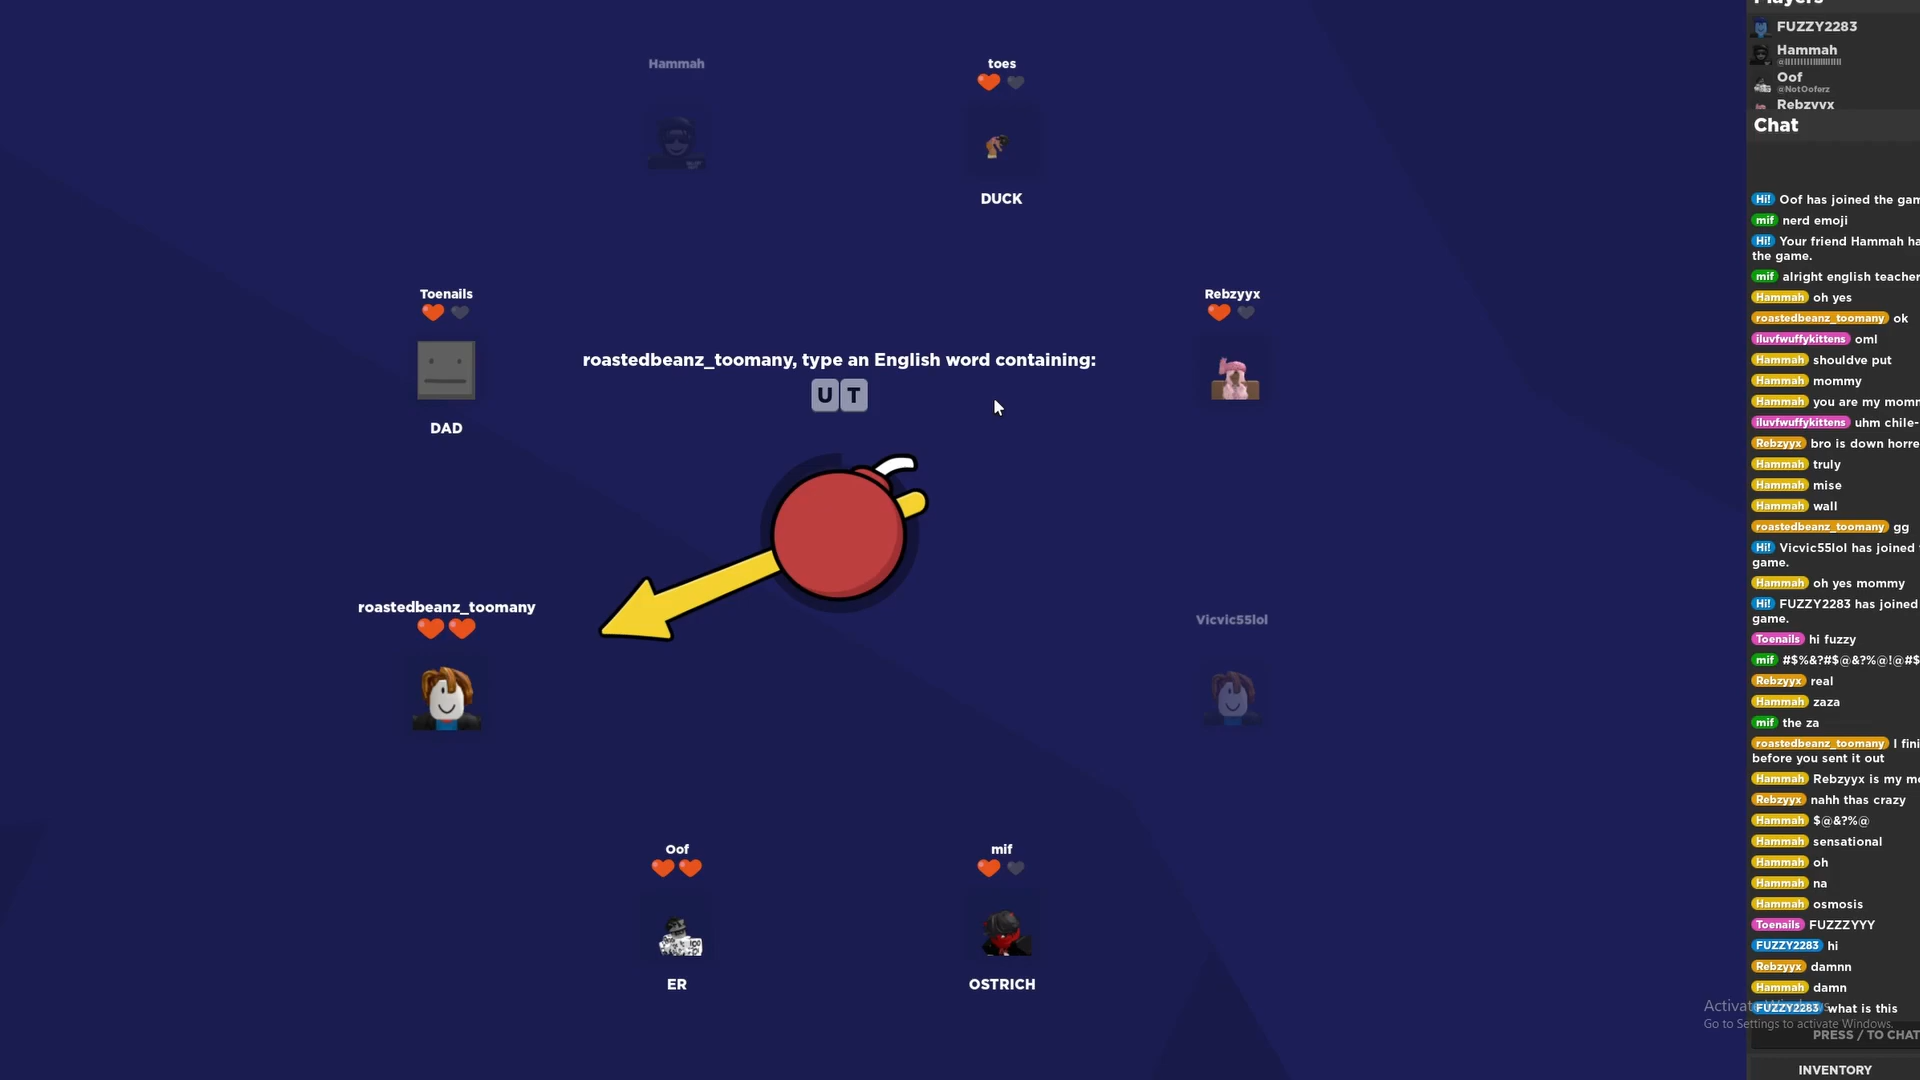 Players
FUZZY2283
Hammah
Oof
@NotOoferz
Rebzyyx
Chat
Hammah
toes
DUCK
Toenails
DAD
Rebzyyx
roastedbeanz_toomany, type an English word containing:
U T
roastedbeanz_toomany
Vicvic55lol
Oof
ER
mif
OSTRICH
Hi! Oof has joined the gam
mif nerd emoji
Hi! Your friend Hammah ha
the game.
mif alright english teacher
Hammah oh yes
roastedbeanz_toomany ok
iluvfwuffykittens oml
Hammah shouldve put
Hammah mommy
Hammah you are my momm
iluvfwuffykittens uhm chile-
Rebzyyx bro is down horre
Hammah truly
Hammah mise
Hammah wall
roastedbeanz_toomany gg
Hi! Vicvic55lol has joined
game.
Hammah oh yes mommy
Hi! FUZZY2283 has joined
game.
Toenails hi fuzzy
mif #$%&?#$@&?%@!@#$
Rebzyyx real
Hammah zaza
mif the za
roastedbeanz_toomany I fini
before you sent it out
Hammah Rebzyyx is my m
Rebzyyx nahh thas crazy
Hammah $@&?%@
Hammah sensational
Hammah oh
Hammah na
Hammah osmosis
Toenails FUZZZYYY
FUZZY2283 hi
Rebzyyx damnn
Hammah damn
FUZZY2283 what is this
Activate Windows
Go to Settings to activate Windows.
PRESS / TO CHAT
INVENTORY